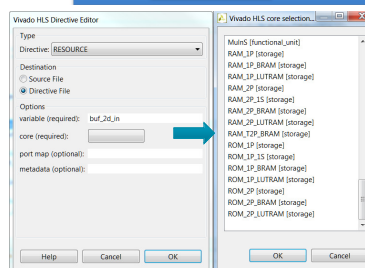 Vivado HLS Directive Editor
Type
Directive: RESOURCE
Destination
Source File
Directive File
Options
variable (required): buf_2d_in
core (required):
port map (optional):
metadata (optional):
Help
Cancel
OK
Vivado HLS core selection...
MulnS [functional_unit]
RAM_1P [storage]
RAM_1P_BRAM [storage]
RAM_1P_LUTRAM [storage]
RAM_2P [storage]
RAM_2P_1S [storage]
RAM_2P_BRAM [storage]
RAM_2P_LUTRAM [storage]
RAM_T2P_BRAM [storage]
ROM_1P [storage]
ROM_1P_1S [storage]
ROM_1P_BRAM [storage]
ROM_1P_LUTRAM [storage]
ROM_2P [storage]
ROM_2P_BRAM [storage]
ROM_2P_LUTRAM [storage]
OK
Cancel